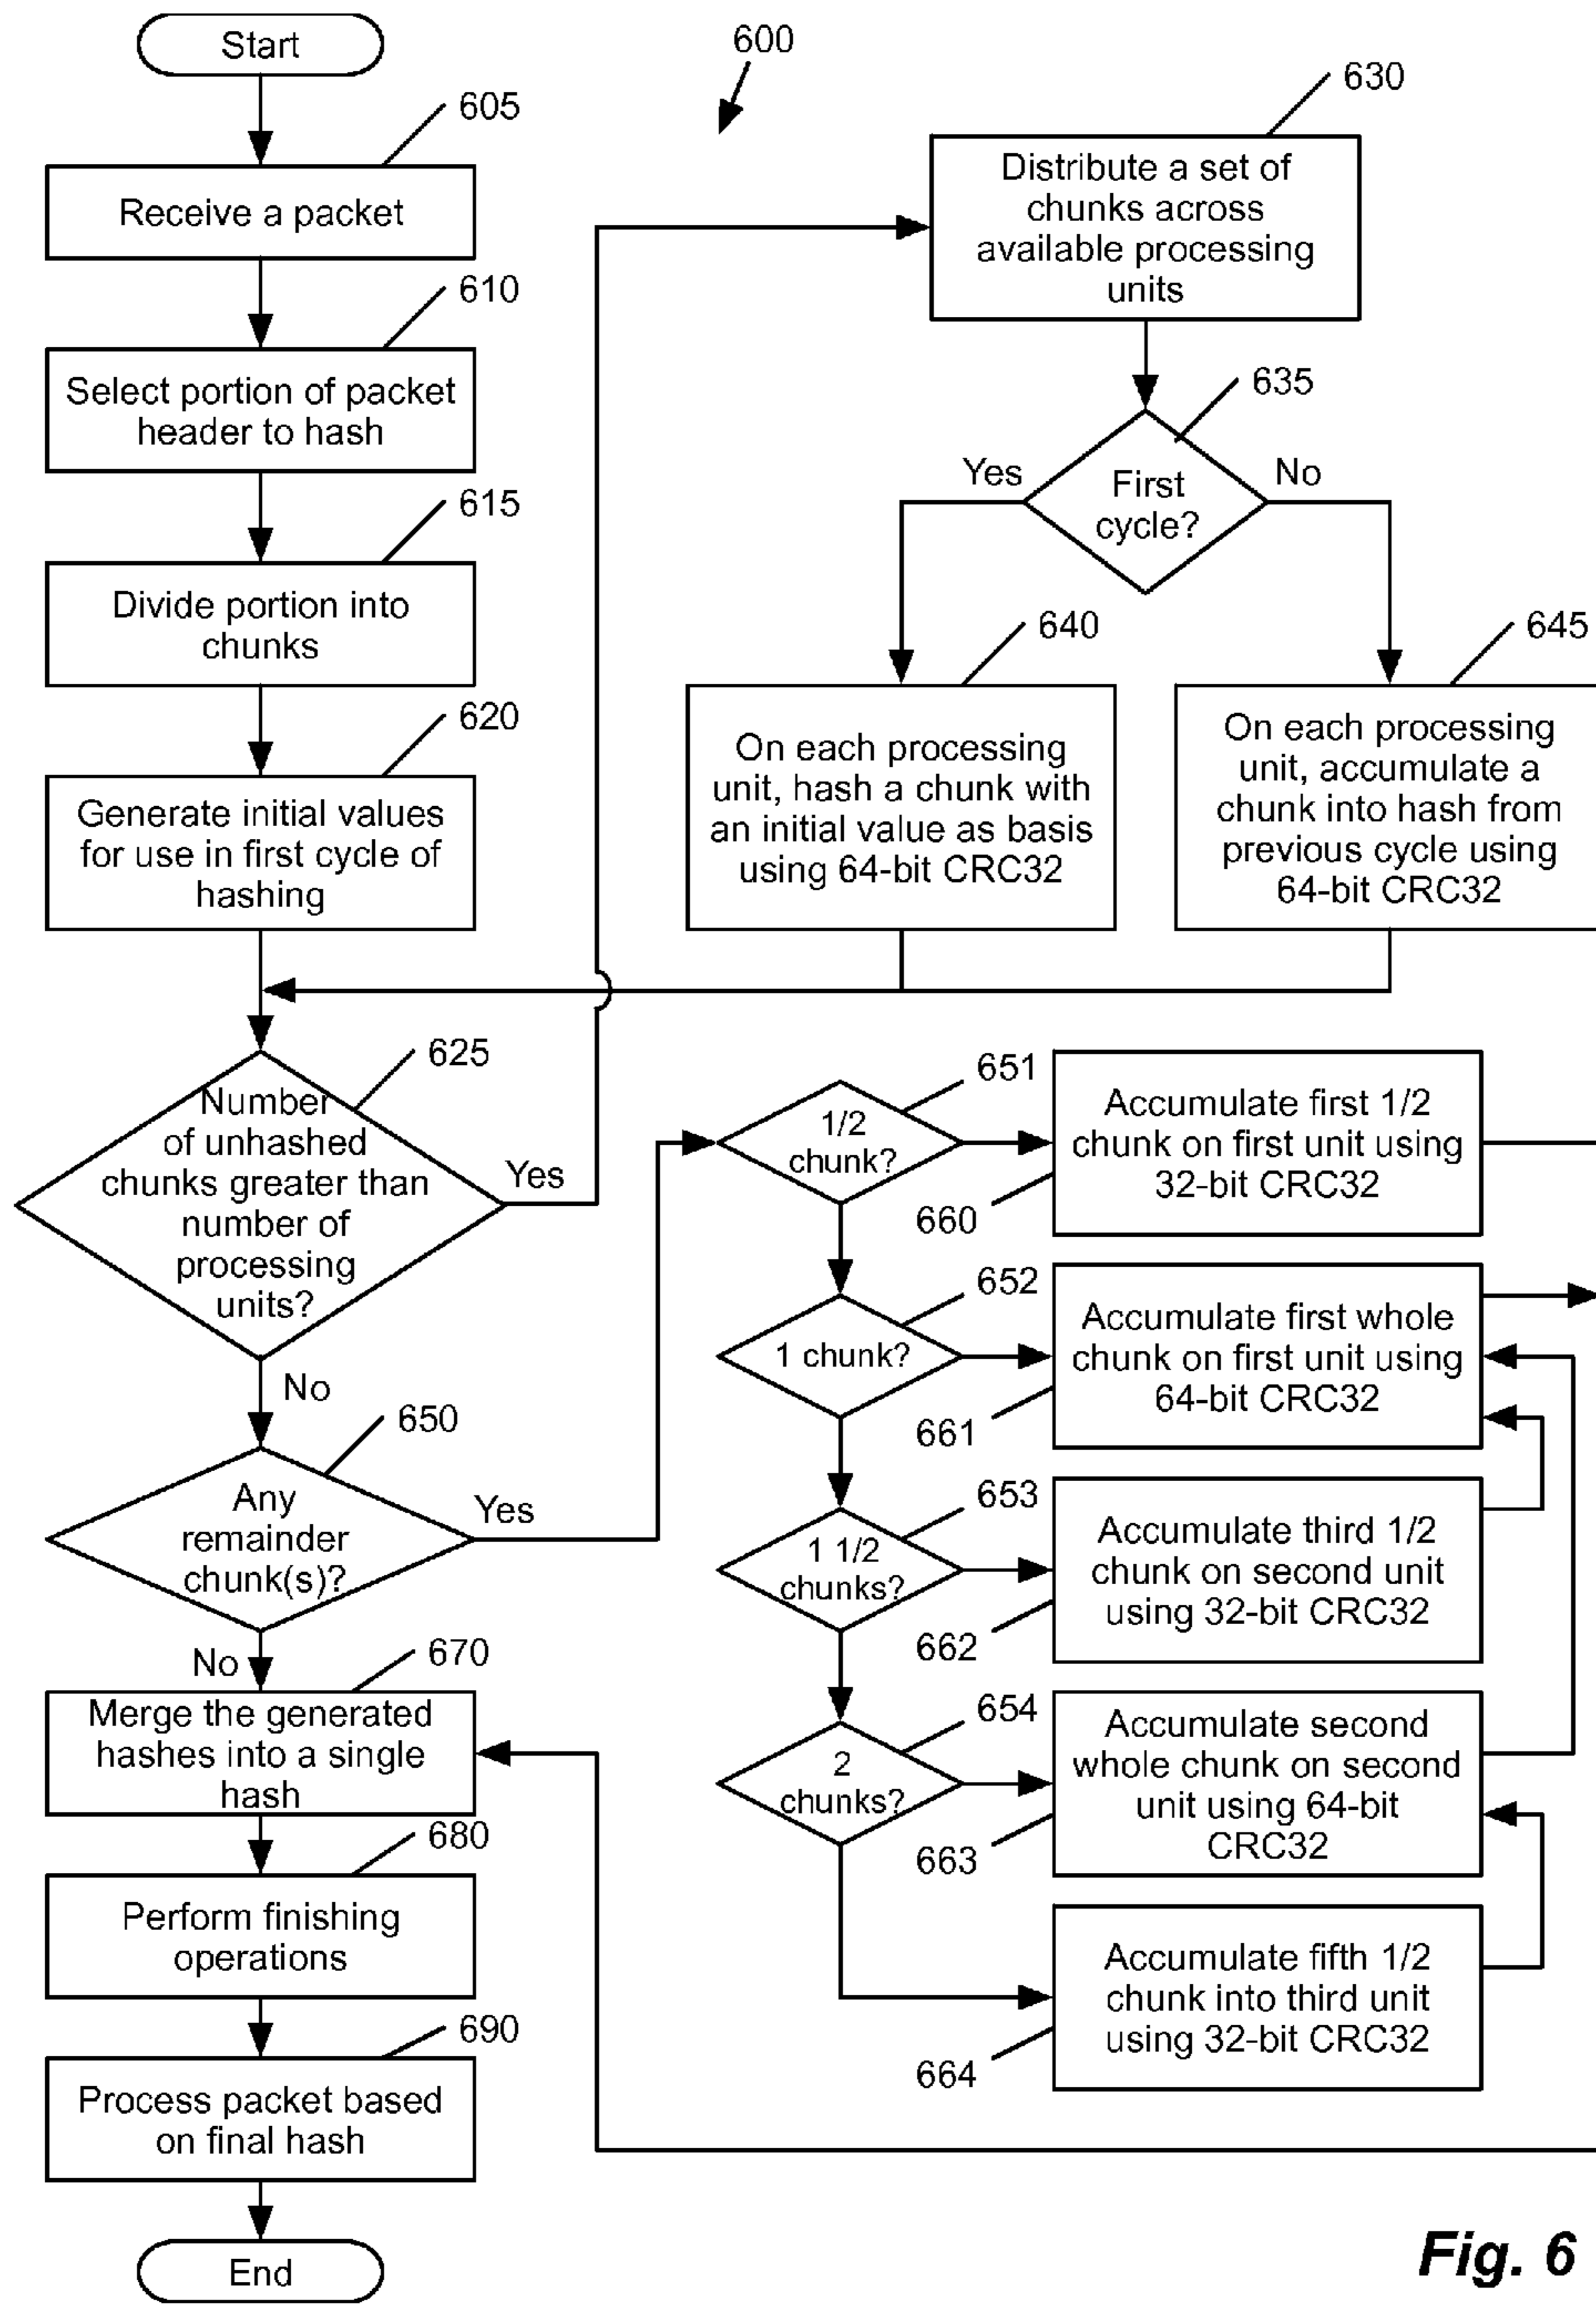 Start
605
Receive a packet
610
Select portion of packet
header to hash
615
Divide portion into
chunks
620
Generate initial values
for use in first cycle of
hashing
625
Number
of unhashed
chunks greater than
number of
processing
units?
Yes
No
650
Any
remainder
chunk(s)?
Yes
No
670
Merge the generated
hashes into a single
hash
680
Perform finishing
operations
690
Process packet based
on final hash
End
600
630
Distribute a set of
chunks across
available processing
units
635
First
cycle?
Yes
No
640
On each processing
unit, hash a chunk with
an initial value as basis
using 64-bit CRC32
645
On each processing
unit, accumulate a
chunk into hash from
previous cycle using
64-bit CRC32
651
1/2
chunk?
660
Accumulate first 1/2
chunk on first unit using
32-bit CRC32
652
1 chunk?
661
Accumulate first whole
chunk on first unit using
64-bit CRC32
653
1 1/2
chunks?
662
Accumulate third 1/2
chunk on second unit
using 32-bit CRC32
654
2
chunks?
663
Accumulate second
whole chunk on second
unit using 64-bit
CRC32
664
Accumulate fifth 1/2
chunk into third unit
using 32-bit CRC32
Fig. 6